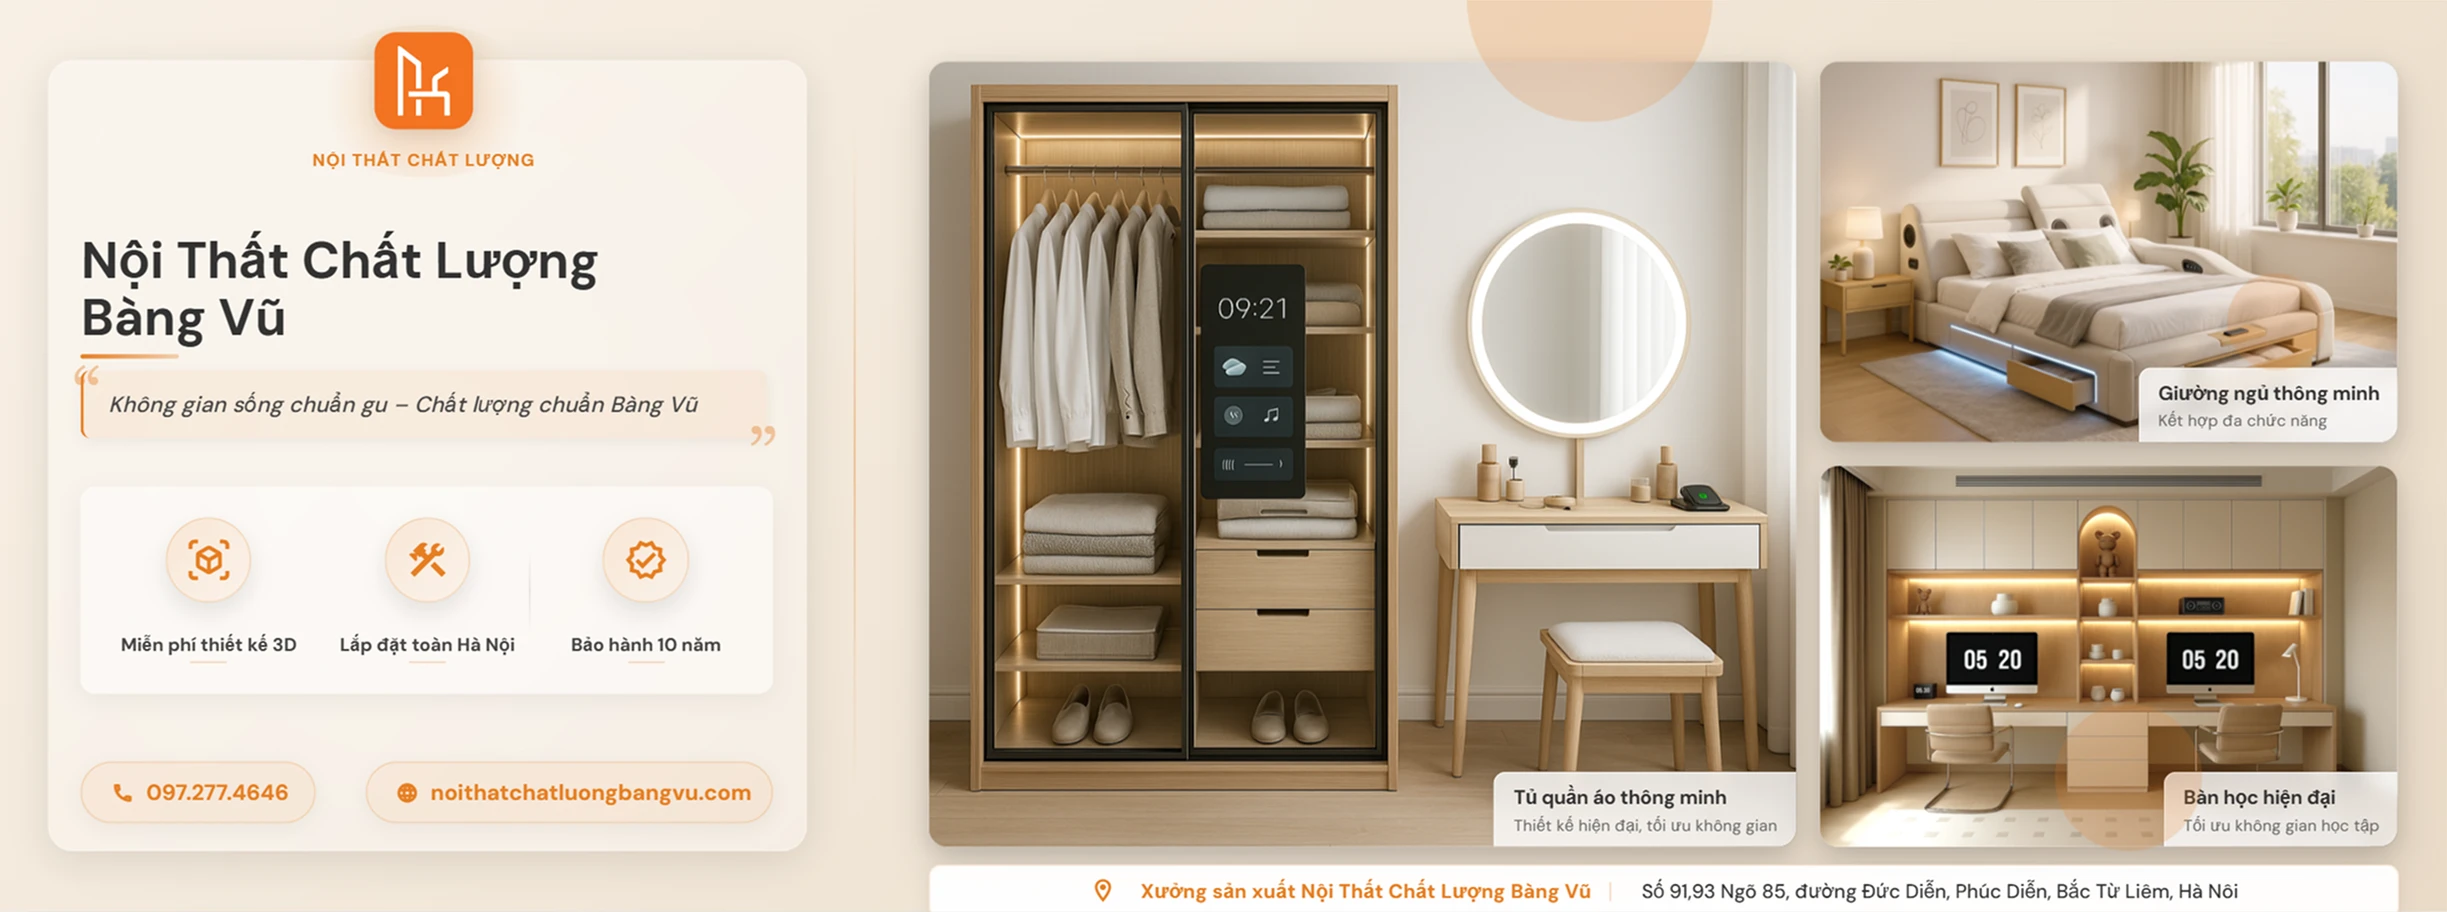 NỘI THẤT CHẤT LƯỢNG
Nội Thất Chất Lượng
Bàng Vũ
“
Không gian sống chuẩn gu – Chất lượng chuẩn Bàng Vũ
”
Miễn phí thiết kế 3D
Lắp đặt toàn Hà Nội
Bảo hành 10 năm
097.277.4646
noithatchatluongbangvu.com
09:21
Tủ quần áo thông minh
Thiết kế hiện đại, tối ưu không gian
Giường ngủ thông minh
Kết hợp đa chức năng
05 20
05 20
Bàn học hiện đại
Tối ưu không gian học tập
Xưởng sản xuất Nội Thất Chất Lượng Bàng Vũ
Số 91,93 Ngõ 85, đường Đức Diễn, Phúc Diễn, Bắc Từ Liêm, Hà Nội